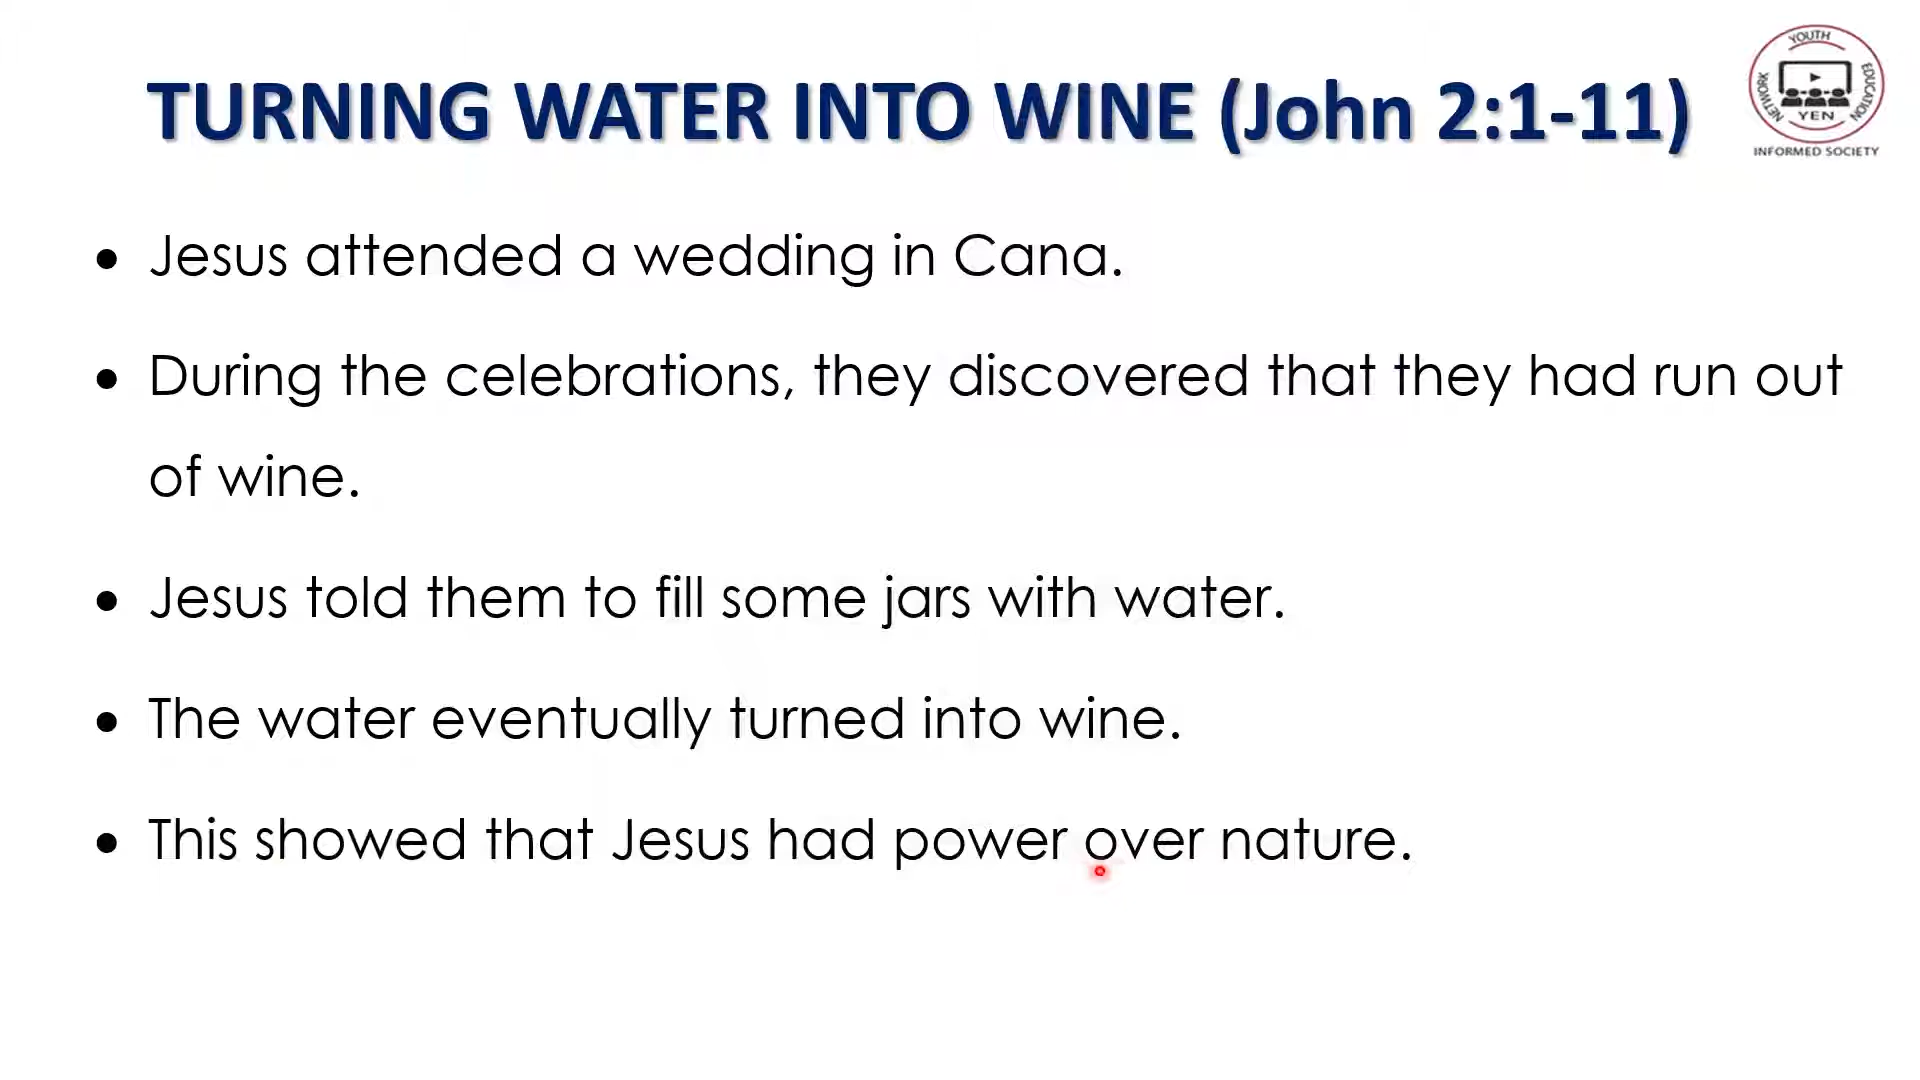 TURNING WATER INTO WINE (John 2:1-11)
YOUTH
EDUCATION
NETWORK
YEN
INFORMED SOCIETY
• Jesus attended a wedding in Cana.
• During the celebrations, they discovered that they had run out
of wine.
• Jesus told them to fill some jars with water.
• The water eventually turned into wine.
• This showed that Jesus had power over nature.